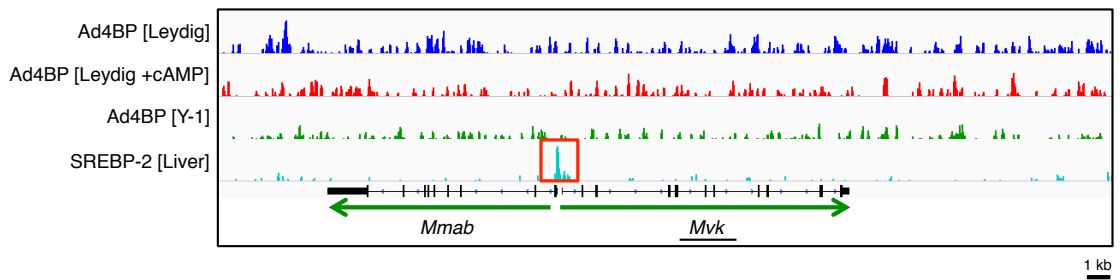 Ad4BP [Leydig]
Ad4BP [Leydig +cAMP]
Ad4BP [Y-1]
SREBP-2 [Liver]
Mmab Mvk
1 kb